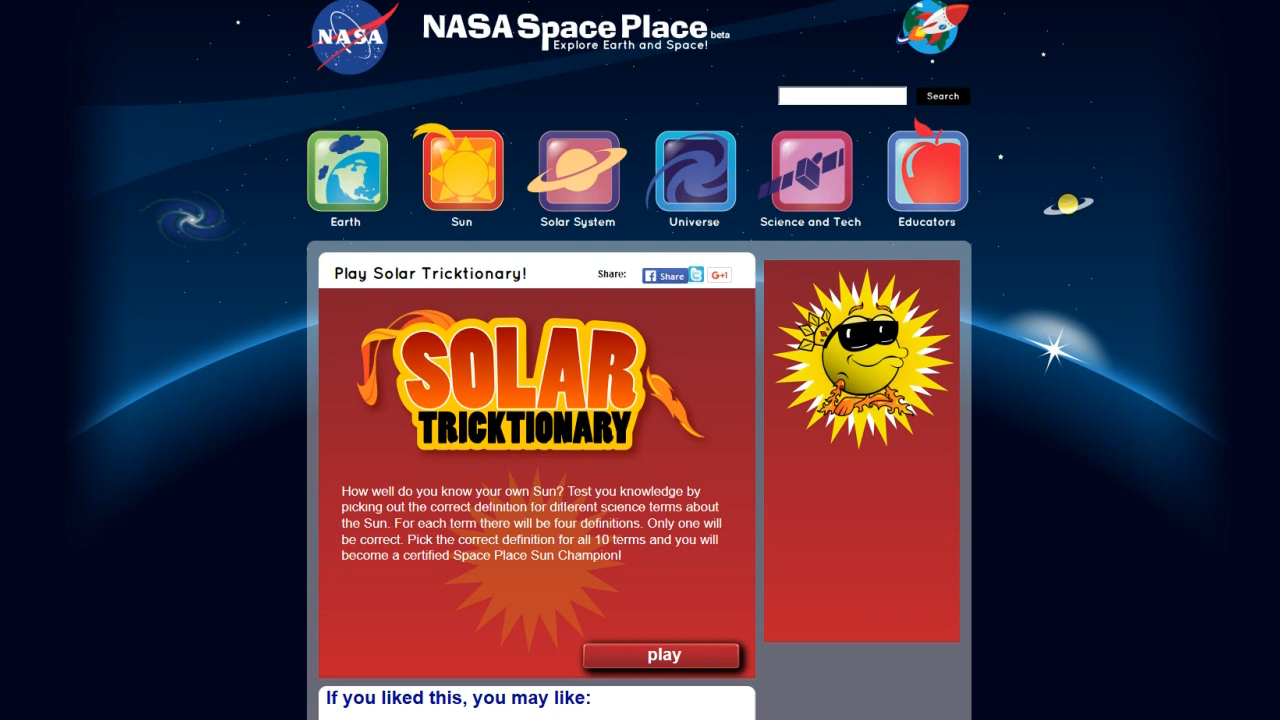 NASA
NASA Space Place beta
Explore Earth and Space!
Search
Earth
Sun
Solar System
Universe
Science and Tech
Educators
Play Solar Tricktionary!
Share:
Share
G+1
SOLAR
TRICKTIONARY
How well do you know your own Sun? Test you knowledge by
picking out the correct definition for different science terms about
the Sun. For each term there will be four definitions. Only one will
be correct. Pick the correct definition for all 10 terms and you will
become a certified Space Place Sun Champion!
play
If you liked this, you may like: